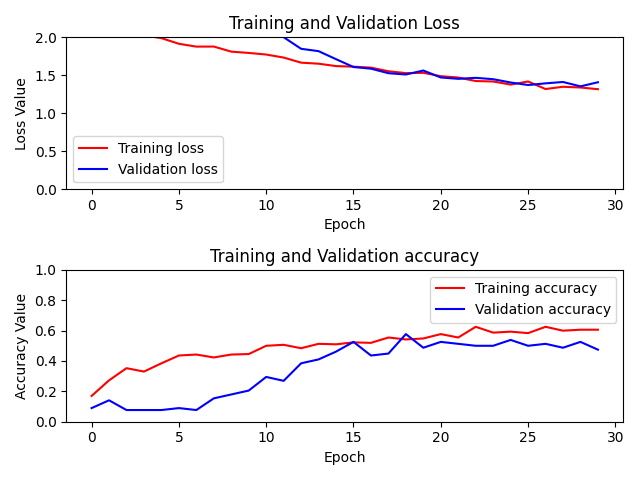 Training and Validation Loss
2.0
1.5
1.0
0.5
0.0
Loss Value
Training loss
Validation loss
0 5 10 15 20 25 30
Epoch
Training and Validation accuracy
1.0
0.8
0.6
0.4
0.2
0.0
Accuracy Value
Training accuracy
Validation accuracy
0 5 10 15 20 25 30
Epoch